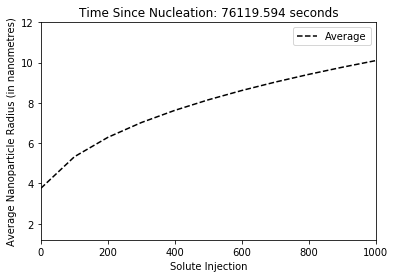 Time Since Nucleation: 76119.594 seconds
Average
Average Nanoparticle Radius (in nanometres)
12
10
8
6
4
2
0 200 400 600 800 1000
Solute Injection